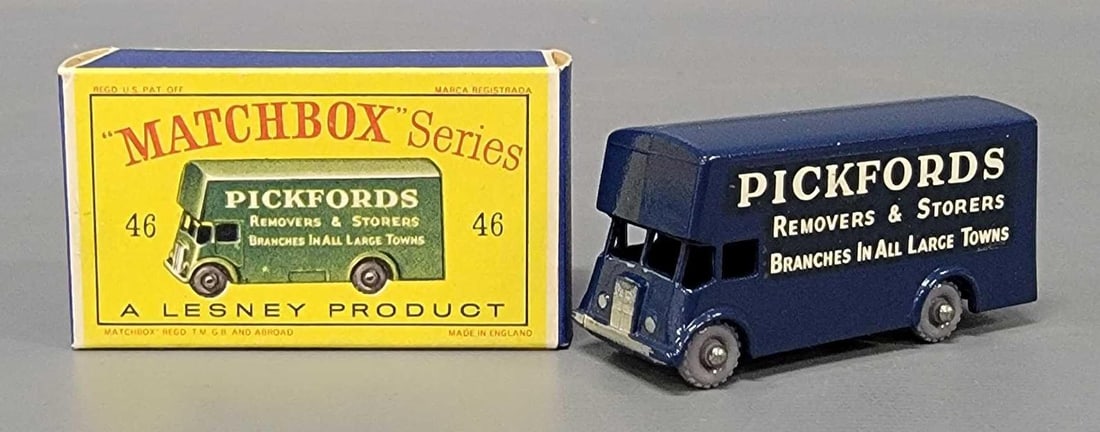 REGD U.S. PAT. OFF. MARCA REGISTRADA
"MATCHBOX" Series
PICKFORDS
46 REMOVERS & STORERS 46
BRANCHES IN ALL LARGE TOWNS
A LESNEY PRODUCT
MATCHBOX" REGD. T.M. G.B. AND ABROAD MADE IN ENGLAND
PICKFORDS
REMOVERS & STORERS
BRANCHES IN ALL LARGE TOWNS